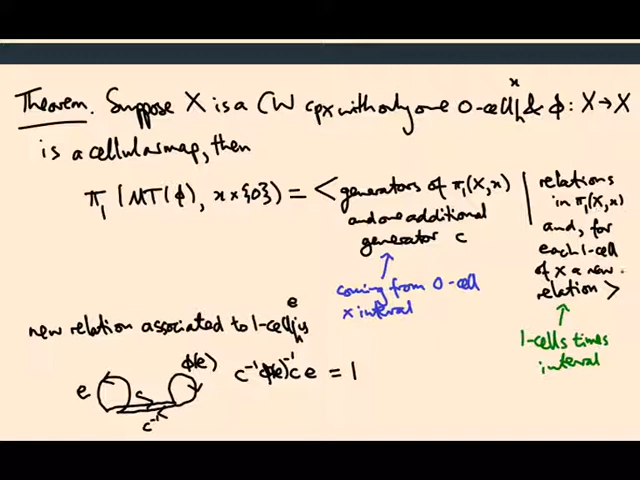 Theorem. Suppose X is a CW cpx with only one 0-cell x & ϕ : X → X
is a cellular map, then
π₁ (MT(ϕ), x × {0}) = < generators of π₁(X, x) | relations
and one additional in π₁(X, x)
generator c and, for
each 1-cell
of X a new
relation >
coming from 0-cell
x interval
1-cells times
interval
new relation associated to 1-cell e is
e ϕ(e) c⁻¹ ϕ(e)⁻¹ c e = 1
c
c⁻¹